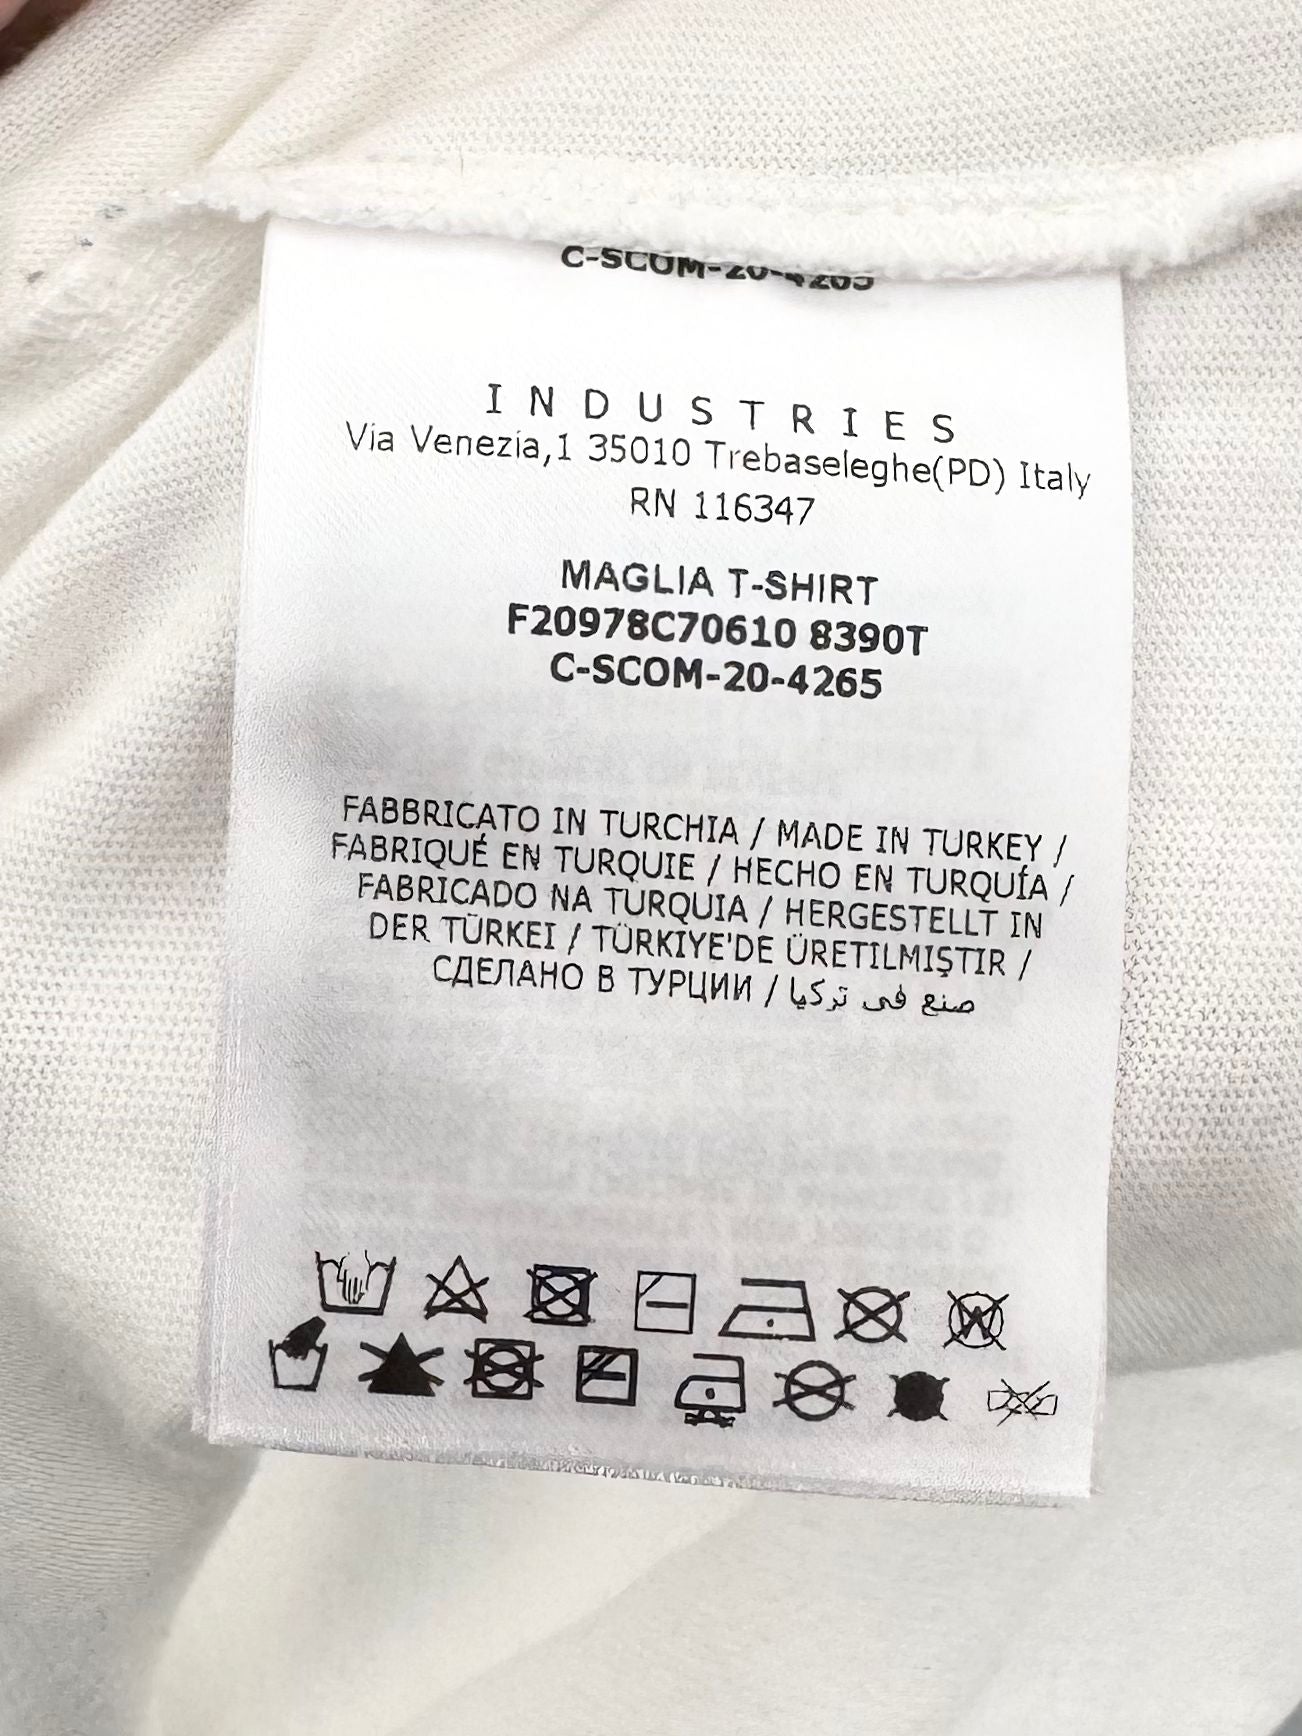 C-SCOM-20-4265
INDUSTRIES
Via Venezia,1 35010 Trebaseleghe(PD) Italy
RN 116347
MAGLIA T-SHIRT
F20978C70610 8390T
C-SCOM-20-4265
FABBRICATO IN TURCHIA / MADE IN TURKEY /
FABRIQUÉ EN TURQUIE / HECHO EN TURQUÍA /
FABRICADO NA TURQUIA / HERGESTELLT IN
DER TÜRKEI / TÜRKIYE'DE ÜRETILMIŞTIR /
СДЕЛАНО В ТУРЦИИ / صنع في تركيا
W